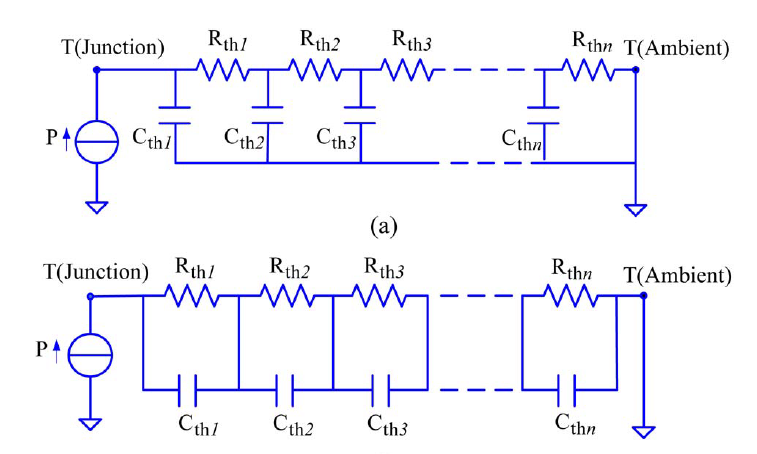 T(Junction) Rth1 Rth2 Rth3 Rthn T(Ambient)
P Cth1 Cth2 Cth3 Cthn
(a)
T(Junction) Rth1 Rth2 Rth3 Rthn T(Ambient)
P
Cth1 Cth2 Cth3 Cthn